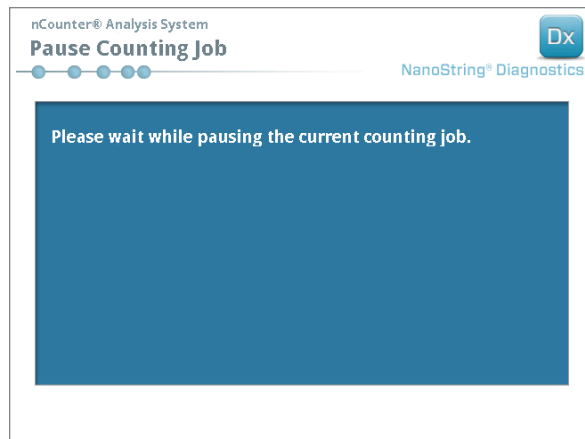 nCounter® Analysis System
Pause Counting Job
Dx
NanoString® Diagnostics
Please wait while pausing the current counting job.